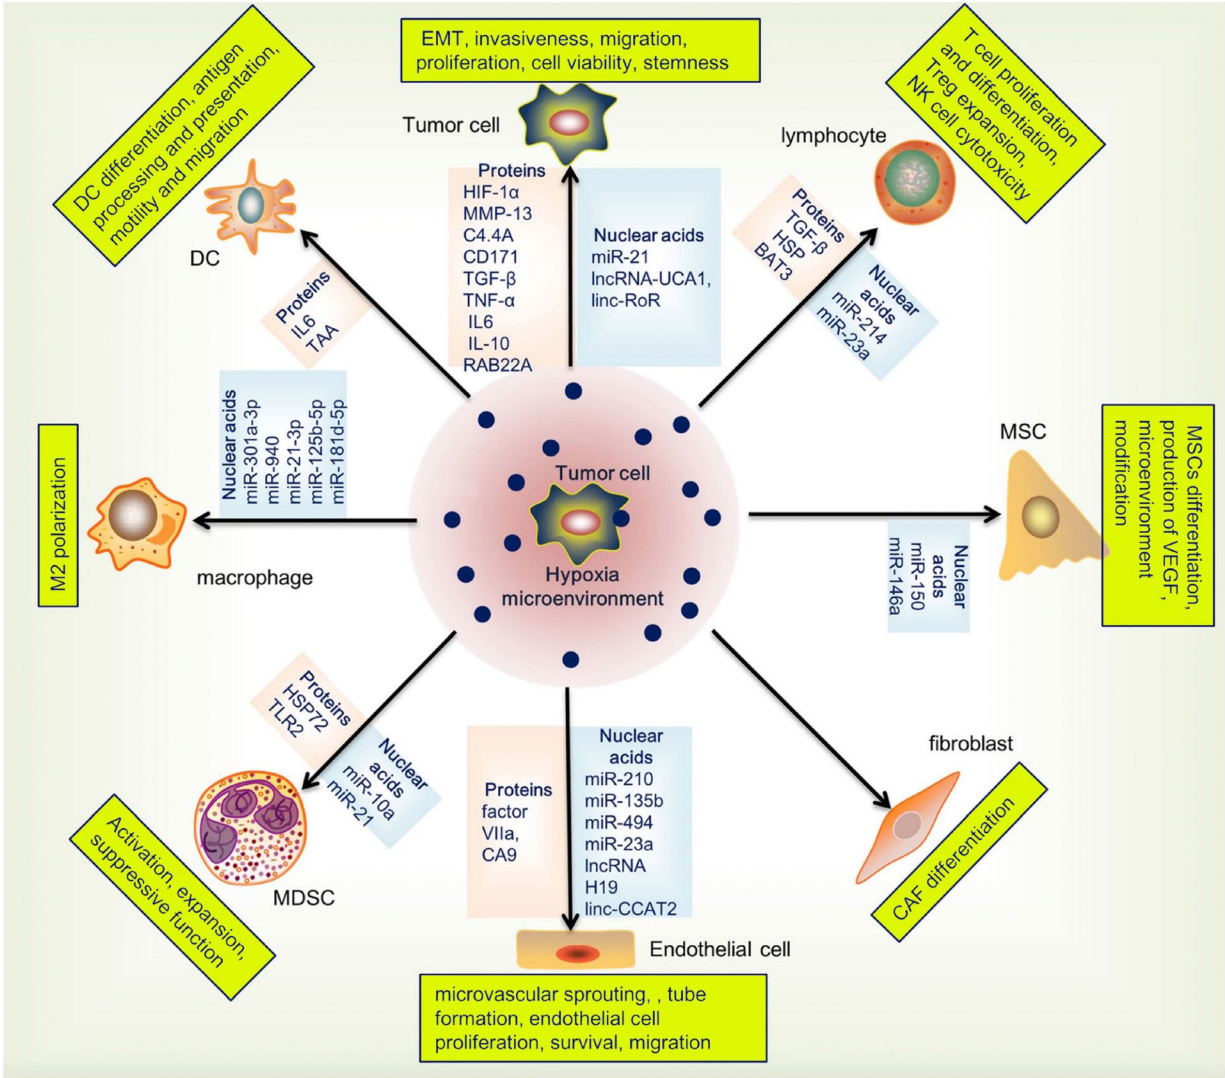 EMT, invasiveness, migration,
proliferation, cell viability, stemness
Tumor cell
Proteins
HIF-1α
MMP-13
C4.4A
CD171
TGF-β
TNF-α
IL6
IL-10
RAB22A
Nuclear acids
miR-21
lncRNA-UCA1,
linc-RoR
T cell proliferation
and differentiation,
Treg expansion,
NK cell cytotoxicity
lymphocyte
Proteins
TGF-β
HSP
BAT3
Nuclear
acids
miR-214
miR-23a
DC differentiation, antigen
processing and presentation,
motility and migration
DC
Proteins
IL6
TAA
Nuclear acids
miR-301a-3p
miR-940
miR-21-3p
miR-125b-5p
miR-181d-5p
M2 polarization
macrophage
Tumor cell
Hypoxia
microenvironment
MSC
MSCs differentiation,
production of VEGF,
microenvironment
modification
Nuclear
acids
miR-150
miR-146a
Proteins
HSP72
TLR2
Nuclear
acids
miR-10a
miR-21
MDSC
Activation, expansion,
suppressive function
Proteins
factor
VIIa,
CA9
Nuclear
acids
miR-210
miR-135b
miR-494
miR-23a
lncRNA
H19
linc-CCAT2
Endothelial cell
microvascular sprouting, , tube
formation, endothelial cell
proliferation, survival, migration
fibroblast
CAF differentiation